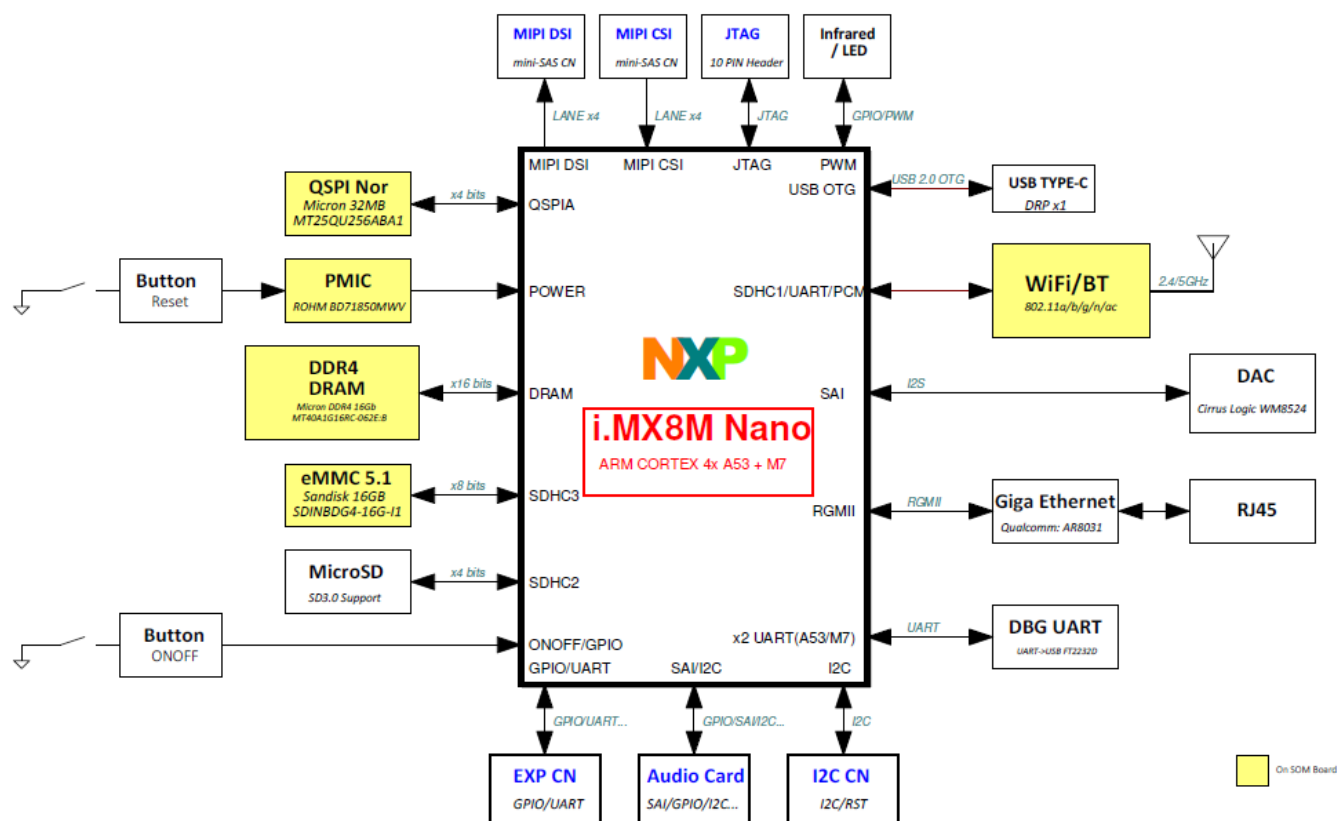 MIPI DSI
mini-SAS CN
MIPI CSI
mini-SAS CN
JTAG
10 PIN Header
Infrared
/ LED
LANE x4
LANE x4
JTAG
GPIO/PWM
MIPI DSI
MIPI CSI
JTAG
PWM
QSPI Nor
Micron 32MB
MT25QU256ABA1
x4 bits
QSPIA
USB OTG
USB 2.0 OTG
USB TYPE-C
DRP x1
Button
Reset
PMIC
ROHM BD71850MWV
POWER
SDHC1/UART/PCM
WiFi/BT
802.11a/b/g/n/ac
2.4/5GHz
NXP
DDR4
DRAM
Micron DDR4 16Gb
MT40A1G16RC-062E:B
x16 bits
DRAM
SAI
I2S
DAC
Cirrus Logic WM8524
i.MX8M Nano
ARM CORTEX 4x A53 + M7
eMMC 5.1
Sandisk 16GB
SDINBDG4-16G-I1
x8 bits
SDHC3
RGMII
RGMII
Giga Ethernet
Qualcomm: AR8031
RJ45
MicroSD
SD3.0 Support
x4 bits
SDHC2
Button
ONOFF
ONOFF/GPIO
x2 UART(A53/M7)
UART
DBG UART
UART->USB FT2232D
GPIO/UART
SAI/I2C
I2C
GPIO/UART...
GPIO/SAI/I2C...
I2C
EXP CN
GPIO/UART
Audio Card
SAI/GPIO/I2C...
I2C CN
I2C/RST
On SOM Board